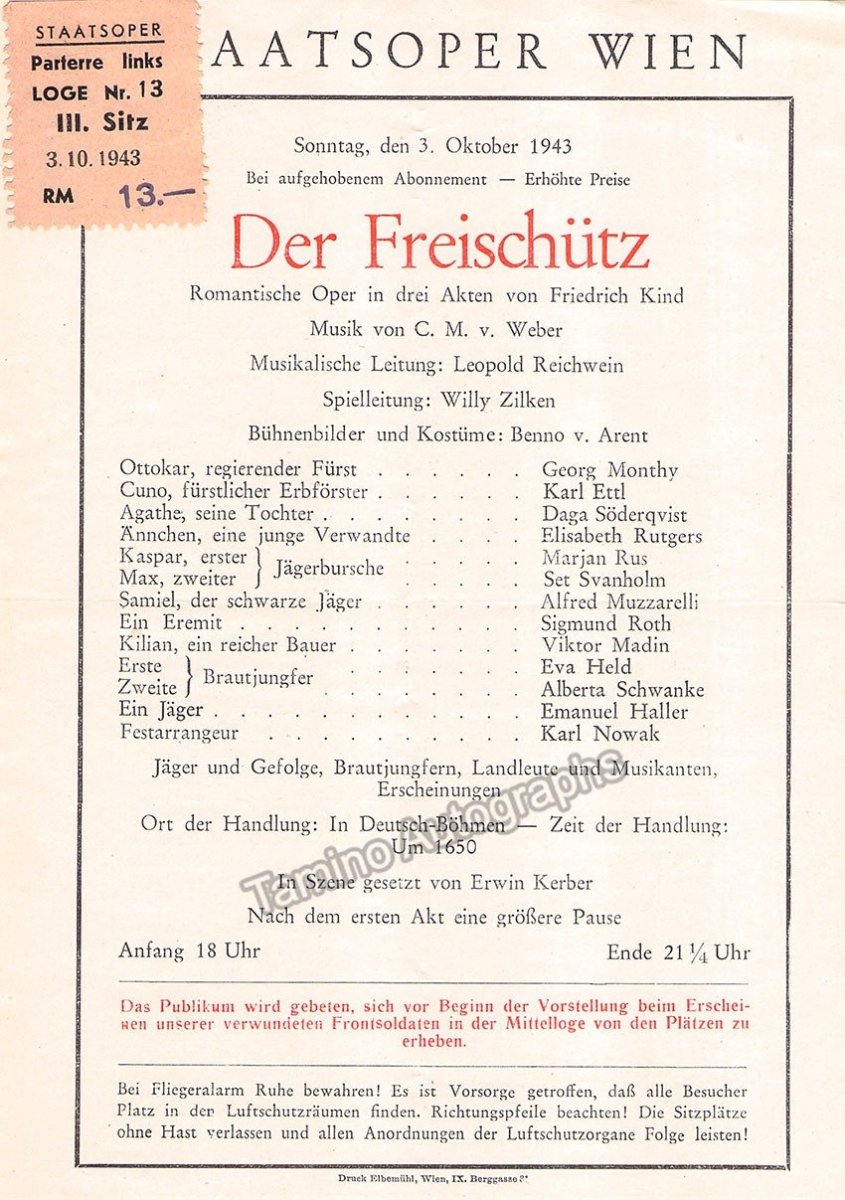 STAATSOPER
Parterre links
LOGE Nr. 13
III. Sitz
3.10.1943
RM 13.—
AATSOPER WIEN
Sonntag, den 3. Oktober 1943
Bei aufgehobenem Abonnement — Erhöhte Preise
Der Freischütz
Romantische Oper in drei Akten von Friedrich Kind
Musik von C. M. v. Weber
Musikalische Leitung: Leopold Reichwein
Spielleitung: Willy Zilken
Bühnenbilder und Kostüme: Benno v. Arent
Ottokar, regierender Fürst . . . . . . Georg Monthy
Cuno, fürstlicher Erbförster . . . . . . Karl Ettl
Agathe, seine Tochter . . . . . . . . Daga Söderqvist
Ännchen, eine junge Verwandte . . . . Elisabeth Rutgers
Kaspar, erster } Jägerbursche . . . . . Marjan Rus
Max, zweiter } . . . . . Set Svanholm
Samiel, der schwarze Jäger . . . . . . Alfred Muzzarelli
Ein Eremit . . . . . . . . . . . Sigmund Roth
Kilian, ein reicher Bauer . . . . . . . Viktor Madin
Erste } Brautjungfer . . . . . . . Eva Held
Zweite } . . . . . . . Alberta Schwanke
Ein Jäger . . . . . . . . . . . . Emanuel Haller
Festarrangeur . . . . . . . . . . Karl Nowak
Jäger und Gefolge, Brautjungfern, Landleute und Musikanten,
Erscheinungen
Ort der Handlung: In Deutsch-Böhmen — Zeit der Handlung:
Um 1650
In Szene gesetzt von Erwin Kerber
Nach dem ersten Akt eine größere Pause
Anfang 18 Uhr Ende 21 1/4 Uhr
Das Publikum wird gebeten, sich vor Beginn der Vorstellung beim Erschei-
nen unserer verwundeten Frontsoldaten in der Mittelloge von den Plätzen zu
erheben.
Bei Fliegeralarm Ruhe bewahren! Es ist Vorsorge getroffen, daß alle Besucher
Platz in den Luftschutzräumen finden. Richtungspfeile beachten! Die Sitzplätze
ohne Hast verlassen und allen Anordnungen der Luftschutzorgane Folge leisten!
Druck Elbemühl, Wien, IX. Berggasse
Tamino Autographs